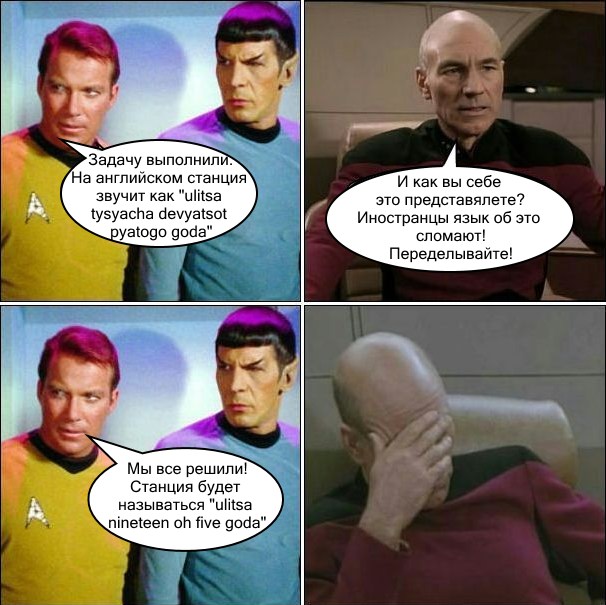 Задачу выполнили.
На английском станция
звучит как "ulitsa
tysyacha devyatsot
pyatogo goda"
И как вы себе
это представялете?
Иностранцы язык об это
сломают!
Переделывайте!
Мы все решили!
Станция будет
называться "ulitsa
nineteen oh five goda"